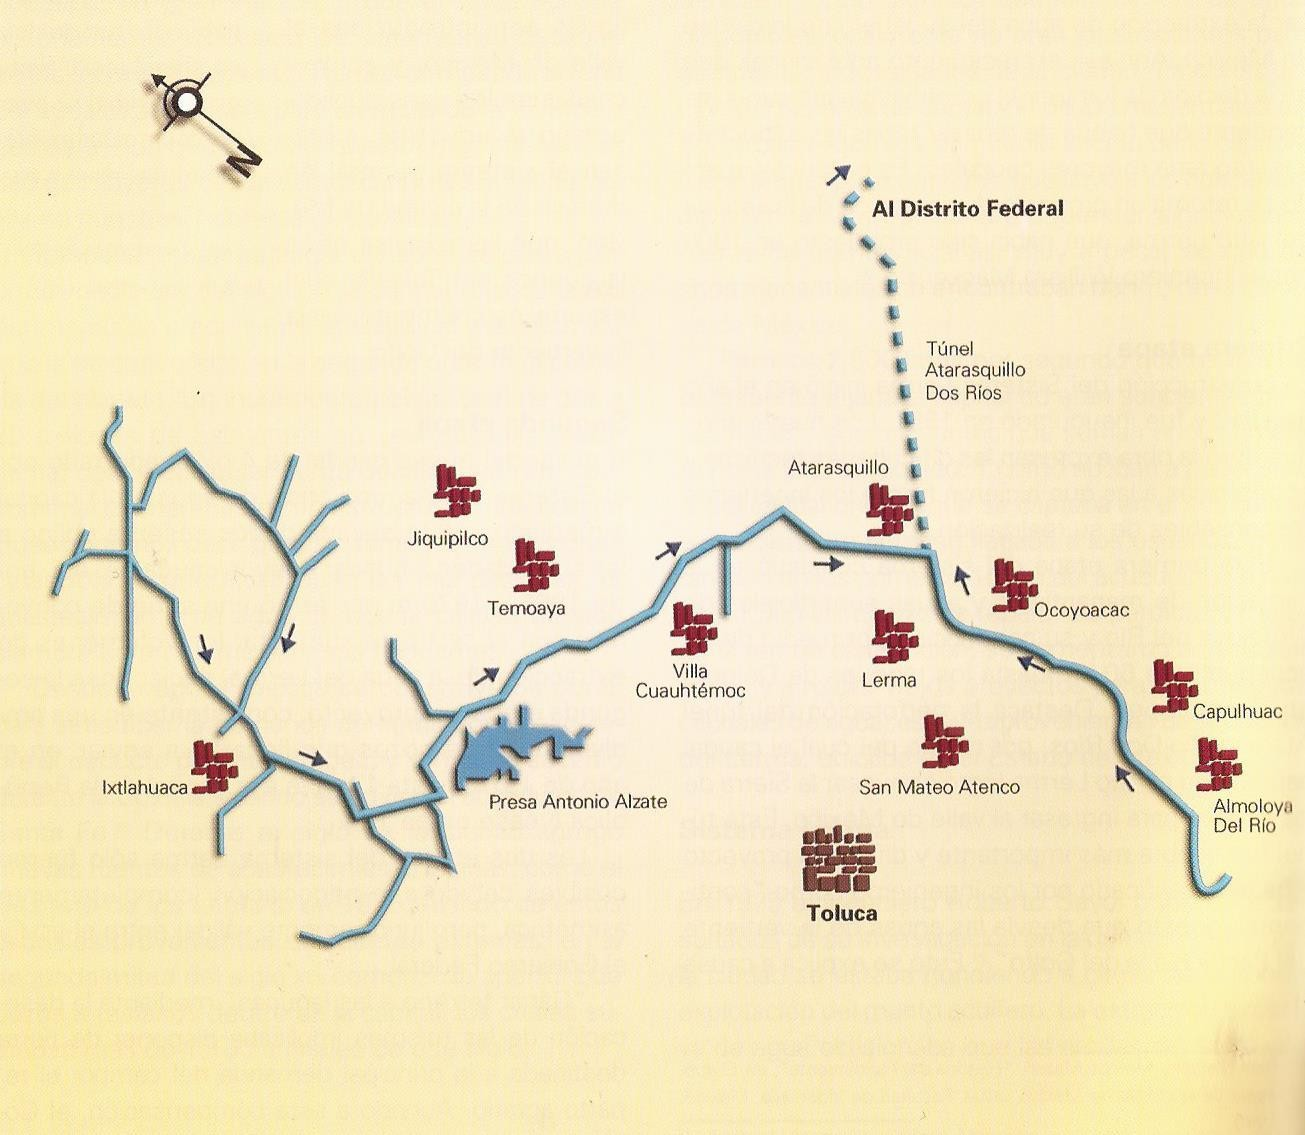 N
Al Distrito Federal
Túnel
Atarasquillo
Dos Ríos
Atarasquillo
Jiquipilco
Temoaya
Ocoyoacac
Villa
Cuauhtémoc
Lerma
Capulhuac
Ixtlahuaca
Presa Antonio Alzate
San Mateo Atenco
Almoloya
Del Río
Toluca